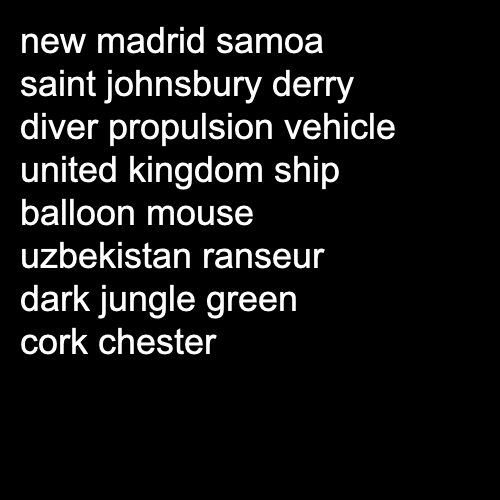 new madrid samoa
saint johnsbury derry
diver propulsion vehicle
united kingdom ship
balloon mouse
uzbekistan ranseur
dark jungle green
cork chester